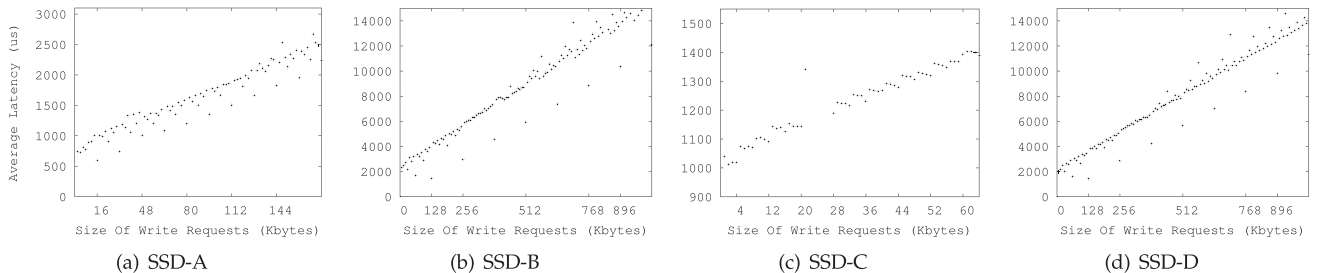 Average Latency (us)
3000
2500
2000
1500
1000
500
0
16 48 80 112 144
Size Of Write Requests (Kbytes)
(a) SSD-A
14000
12000
10000
8000
6000
4000
2000
0
0 128 256 512 768 896
Size Of Write Requests (Kbytes)
(b) SSD-B
1500
1400
1300
1200
1100
1000
900
4 12 20 28 36 44 52 60
Size Of Write Requests (Kbytes)
(c) SSD-C
14000
12000
10000
8000
6000
4000
2000
0
0 128 256 512 768 896
Size Of Write Requests (Kbytes)
(d) SSD-D